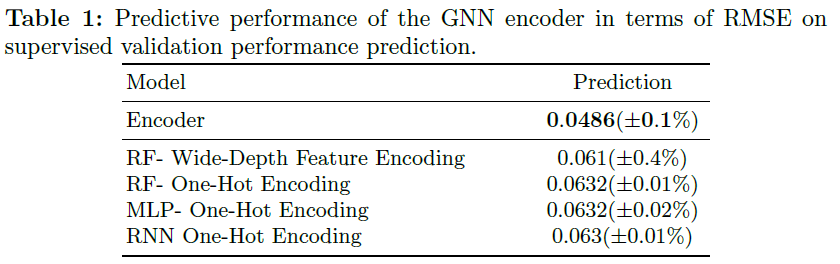 Table 1: Predictive performance of the GNN encoder in terms of RMSE on
supervised validation performance prediction.
Model Prediction
Encoder 0.0486(±0.1%)
RF- Wide-Depth Feature Encoding 0.061(±0.4%)
RF- One-Hot Encoding 0.0632(±0.01%)
MLP- One-Hot Encoding 0.0632(±0.02%)
RNN One-Hot Encoding 0.063(±0.01%)